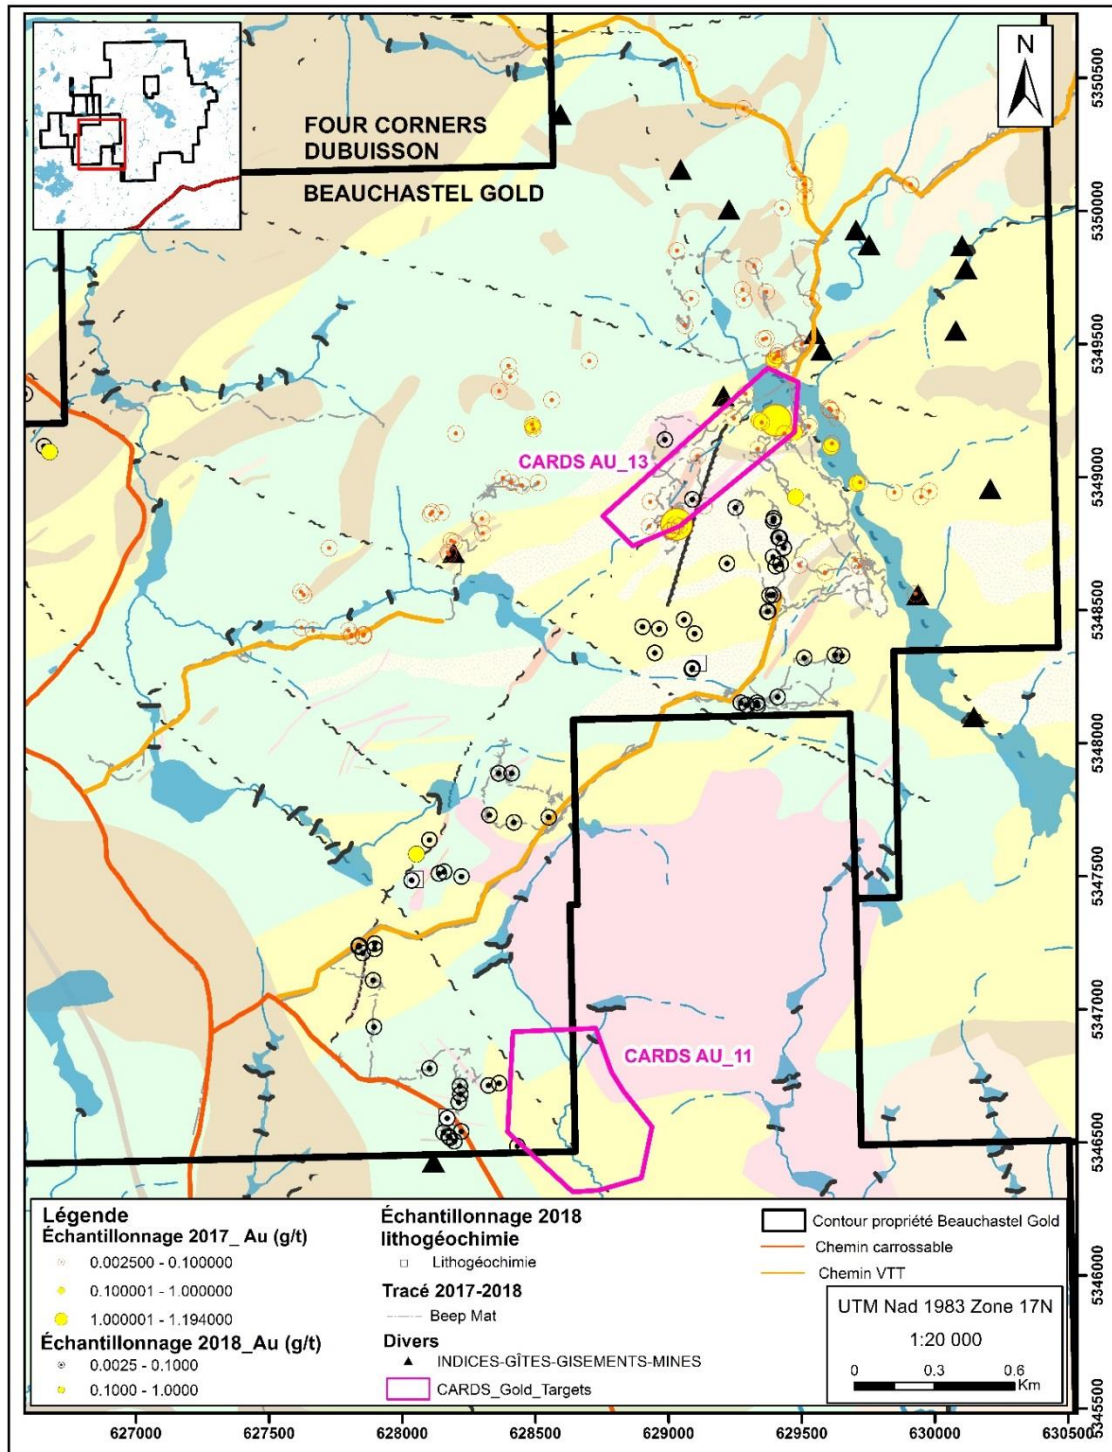 N
FOUR CORNERS
DUBUISSON
BEAUCHASTEL GOLD
CARDS AU_13
CARDS AU_11
5350500
5350000
5349500
5349000
5348500
5348000
5347500
5347000
5346500
5346000
5345500
Légende
Échantillonnage 2017_ Au (g/t)
0.002500 - 0.100000
0.100001 - 1.000000
1.000001 - 1.194000
Échantillonnage 2018_Au (g/t)
0.0025 - 0.1000
0.1000 - 1.0000
Échantillonnage 2018
lithogéochimie
Lithogéochimie
Tracé 2017-2018
Beep Mat
Divers
INDICES-GÎTES-GISEMENTS-MINES
CARDS_Gold_Targets
Contour propriété Beauchastel Gold
Chemin carrossable
Chemin VTT
UTM Nad 1983 Zone 17N
1:20 000
0 0.3 0.6
Km
627000 627500 628000 628500 629000 629500 630000 630500